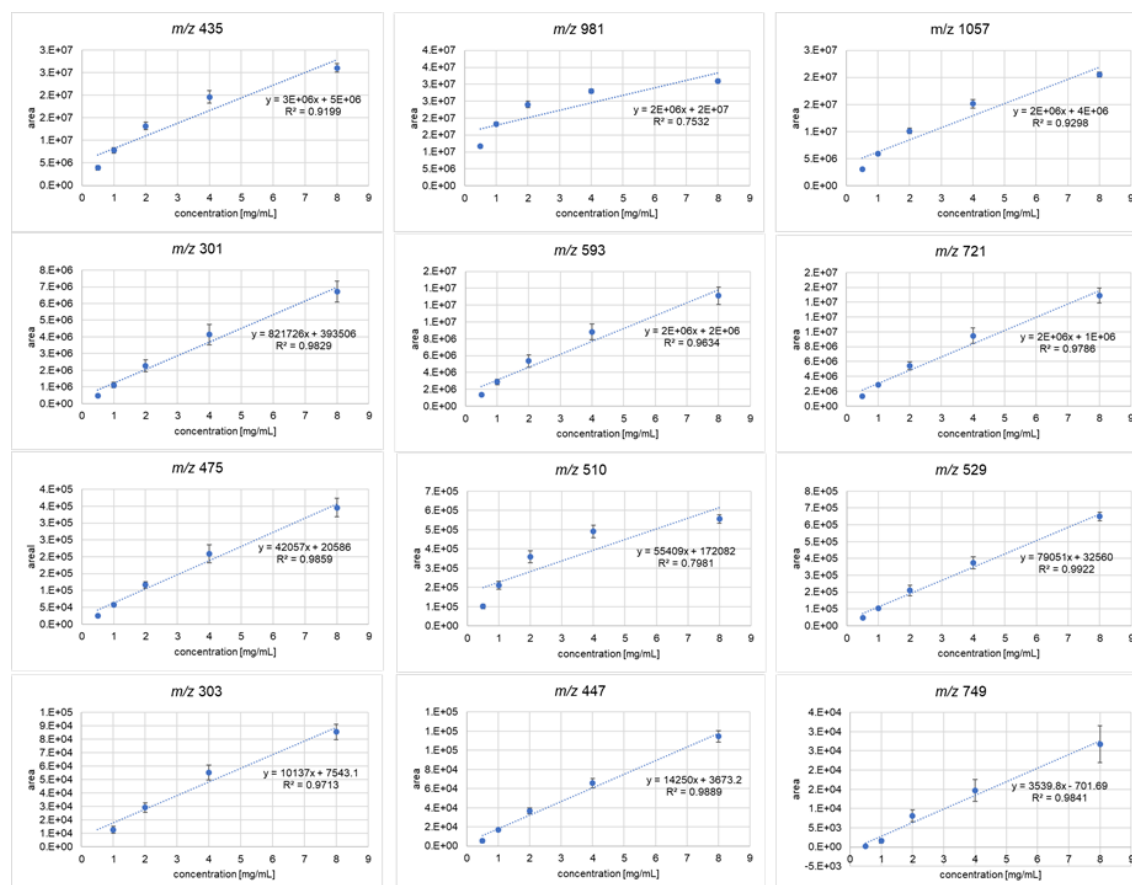 m/z 435
3.E+07
3.E+07
2.E+07
2.E+07
1.E+07
5.E+06
0.E+00
area
y = 3E+06x + 5E+06
R² = 0.9199
0 1 2 3 4 5 6 7 8 9
concentration [mg/mL]
m/z 981
4.E+07
4.E+07
3.E+07
3.E+07
2.E+07
2.E+07
1.E+07
5.E+06
0.E+00
area
y = 2E+06x + 2E+07
R² = 0.7532
0 1 2 3 4 5 6 7 8 9
concentration [mg/mL]
m/z 1057
3.E+07
2.E+07
2.E+07
1.E+07
5.E+06
0.E+00
area
y = 2E+06x + 4E+06
R² = 0.9298
0 1 2 3 4 5 6 7 8 9
concentration [mg/mL]
m/z 301
8.E+06
7.E+06
6.E+06
5.E+06
4.E+06
3.E+06
2.E+06
1.E+06
0.E+00
area
y = 821726x + 393506
R² = 0.9829
0 1 2 3 4 5 6 7 8 9
concentration [mg/mL]
m/z 593
2.E+07
1.E+07
1.E+07
1.E+07
8.E+06
6.E+06
4.E+06
2.E+06
0.E+00
area
y = 2E+06x + 2E+06
R² = 0.9634
0 1 2 3 4 5 6 7 8 9
concentration [mg/mL]
m/z 721
2.E+07
2.E+07
1.E+07
1.E+07
1.E+07
8.E+06
6.E+06
4.E+06
2.E+06
0.E+00
area
y = 2E+06x + 1E+06
R² = 0.9786
0 1 2 3 4 5 6 7 8 9
concentration [mg/mL]
m/z 475
4.E+05
4.E+05
3.E+05
3.E+05
2.E+05
2.E+05
1.E+05
5.E+04
0.E+00
areal
y = 42057x + 20586
R² = 0.9859
0 1 2 3 4 5 6 7 8 9
concentration [mg/mL]
m/z 510
7.E+05
6.E+05
5.E+05
4.E+05
3.E+05
2.E+05
1.E+05
0.E+00
area
y = 55409x + 172082
R² = 0.7981
0 1 2 3 4 5 6 7 8 9
concentration [mg/mL]
m/z 529
8.E+05
7.E+05
6.E+05
5.E+05
4.E+05
3.E+05
2.E+05
1.E+05
0.E+00
area
y = 79051x + 32560
R² = 0.9922
0 1 2 3 4 5 6 7 8 9
concentration [mg/mL]
m/z 303
1.E+05
9.E+04
8.E+04
7.E+04
6.E+04
5.E+04
4.E+04
3.E+04
2.E+04
1.E+04
0.E+00
area
y = 10137x + 7543.1
R² = 0.9713
0 1 2 3 4 5 6 7 8 9
concentration [mg/mL]
m/z 447
1.E+05
1.E+05
8.E+04
6.E+04
4.E+04
2.E+04
0.E+00
area
y = 14250x + 3673.2
R² = 0.9889
0 1 2 3 4 5 6 7 8 9
concentration [mg/mL]
m/z 749
4.E+04
3.E+04
3.E+04
2.E+04
2.E+04
1.E+04
5.E+03
0.E+00
-5.E+03
area
y = 3539.8x - 701.69
R² = 0.9841
0 1 2 3 4 5 6 7 8 9
concentration [mg/mL]